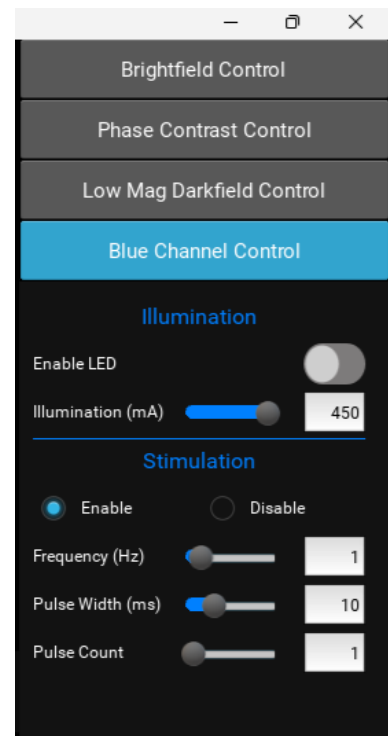 Brightfield Control
Phase Contrast Control
Low Mag Darkfield Control
Blue Channel Control
Illumination
Enable LED
Illumination (mA) 450
Stimulation
Enable Disable
Frequency (Hz) 1
Pulse Width (ms) 10
Pulse Count 1